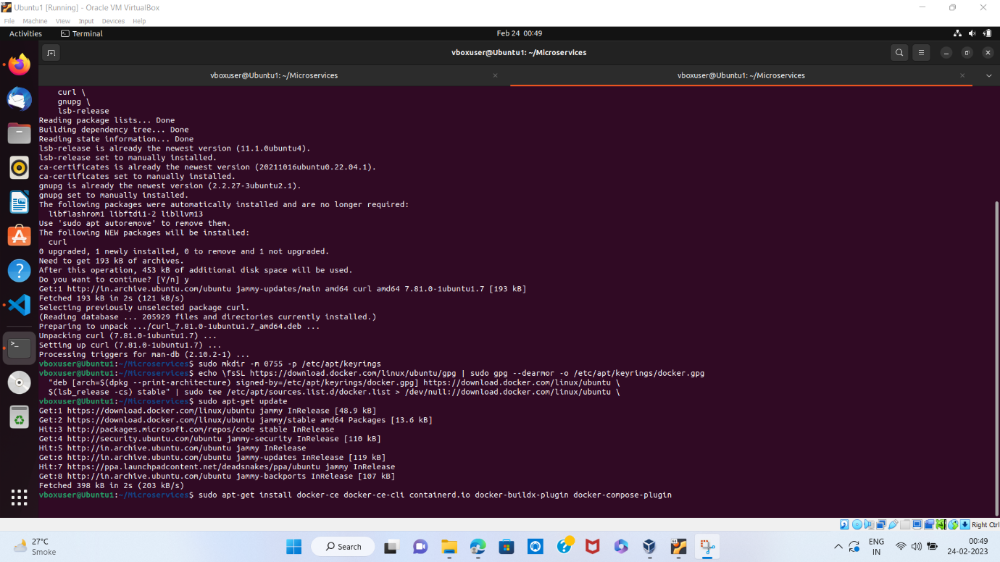 Ubuntu1 [Running] - Oracle VM VirtualBox
File Machine View Input Devices Help
Activities Terminal Feb 24 00:49
vboxuser@Ubuntu1: ~/Microservices
vboxuser@Ubuntu1: ~/Microservices vboxuser@Ubuntu1: ~/Microservices
    curl \
    gnupg \
    lsb-release
Reading package lists... Done
Building dependency tree... Done
Reading state information... Done
lsb-release is already the newest version (11.1.0ubuntu4).
lsb-release set to manually installed.
ca-certificates is already the newest version (20211016ubuntu0.22.04.1).
ca-certificates set to manually installed.
gnupg is already the newest version (2.2.27-3ubuntu2.1).
gnupg set to manually installed.
The following packages were automatically installed and are no longer required:
  libflashrom1 libftdi1-2 libllvm13
Use 'sudo apt autoremove' to remove them.
The following NEW packages will be installed:
  curl
0 upgraded, 1 newly installed, 0 to remove and 1 not upgraded.
Need to get 193 kB of archives.
After this operation, 453 kB of additional disk space will be used.
Do you want to continue? [Y/n] y
Get:1 http://in.archive.ubuntu.com/ubuntu jammy-updates/main amd64 curl amd64 7.81.0-1ubuntu1.7 [193 kB]
Fetched 193 kB in 2s (121 kB/s)
Selecting previously unselected package curl.
(Reading database ... 205929 files and directories currently installed.)
Preparing to unpack .../curl_7.81.0-1ubuntu1.7_amd64.deb ...
Unpacking curl (7.81.0-1ubuntu1.7) ...
Setting up curl (7.81.0-1ubuntu1.7) ...
Processing triggers for man-db (2.10.2-1) ...
vboxuser@Ubuntu1:~/Microservices$ sudo mkdir -m 0755 -p /etc/apt/keyrings
vboxuser@Ubuntu1:~/Microservices$ echo \fsSL https://download.docker.com/linux/ubuntu/gpg | sudo gpg --dearmor -o /etc/apt/keyrings/docker.gpg
  "deb [arch=$(dpkg --print-architecture) signed-by=/etc/apt/keyrings/docker.gpg] https://download.docker.com/linux/ubuntu \
  $(lsb_release -cs) stable" | sudo tee /etc/apt/sources.list.d/docker.list > /dev/null://download.docker.com/linux/ubuntu \
vboxuser@Ubuntu1:~/Microservices$ sudo apt-get update
Get:1 https://download.docker.com/linux/ubuntu jammy InRelease [48.9 kB]
Get:2 https://download.docker.com/linux/ubuntu jammy/stable amd64 Packages [13.6 kB]
Hit:3 http://packages.microsoft.com/repos/code stable InRelease
Get:4 http://security.ubuntu.com/ubuntu jammy-security InRelease [110 kB]
Hit:5 http://in.archive.ubuntu.com/ubuntu jammy InRelease
Get:6 http://in.archive.ubuntu.com/ubuntu jammy-updates InRelease [119 kB]
Hit:7 https://ppa.launchpadcontent.net/deadsnakes/ppa/ubuntu jammy InRelease
Get:8 http://in.archive.ubuntu.com/ubuntu jammy-backports InRelease [107 kB]
Fetched 398 kB in 2s (203 kB/s)
vboxuser@Ubuntu1:~/Microservices$ sudo apt-get install docker-ce docker-ce-cli containerd.io docker-buildx-plugin docker-compose-plugin
Right Ctrl
27°C
Smoke
Search
ENG
IN
00:49
24-02-2023